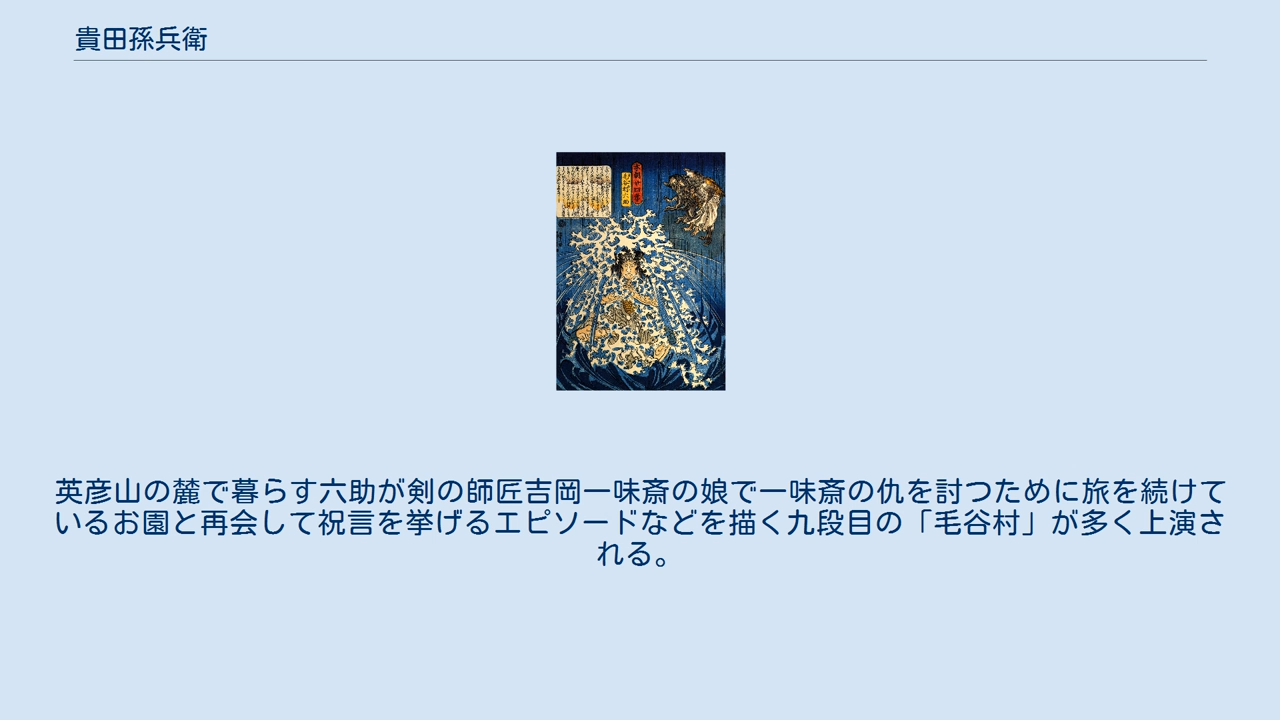 貴田孫兵衛
英彦山の麓で暮らす六助が剣の師匠吉岡一味斎の娘で一味斎の仇を討つために旅を続けて
いるお園と再会して祝言を挙げるエピソードなどを描く九段目の「毛谷村」が多く上演さ
れる。